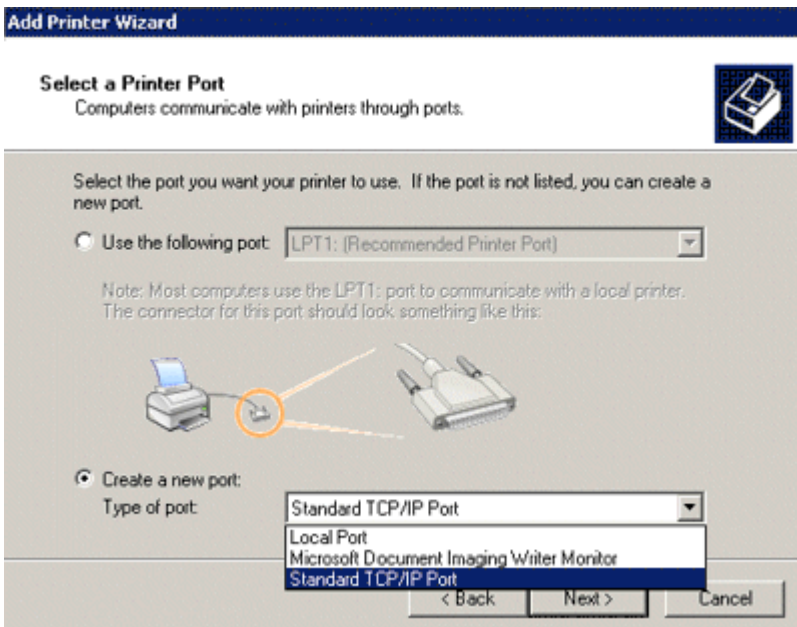 Add Printer Wizard
Select a Printer Port
Computers communicate with printers through ports.
Select the port you want your printer to use. If the port is not listed, you can create a
new port.
Use the following port: LPT1: (Recommended Printer Port)
Note: Most computers use the LPT1: port to communicate with a local printer.
The connector for this port should look something like this:
Create a new port:
Type of port: Standard TCP/IP Port
Local Port
Microsoft Document Imaging Writer Monitor
Standard TCP/IP Port
< Back Next > Cancel